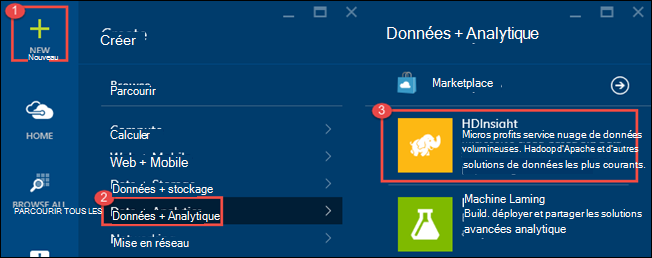 1
NEW
Nouveau
HOME
BROWSE ALL
PARCOURIR TOUS LES
Créer
Parcourir
Calculer
Web + Mobile
Données + stockage
2
Données + Analytique
Mise en réseau
Données + Analytique
Marketplace
3
HDInsight
Micros profits service nuage de données
volumineuses. Hadoop d'Apache et d'autres
solutions de données les plus courants.
Machine Laming
Build. déployer et partager les solutions
avancées analytique